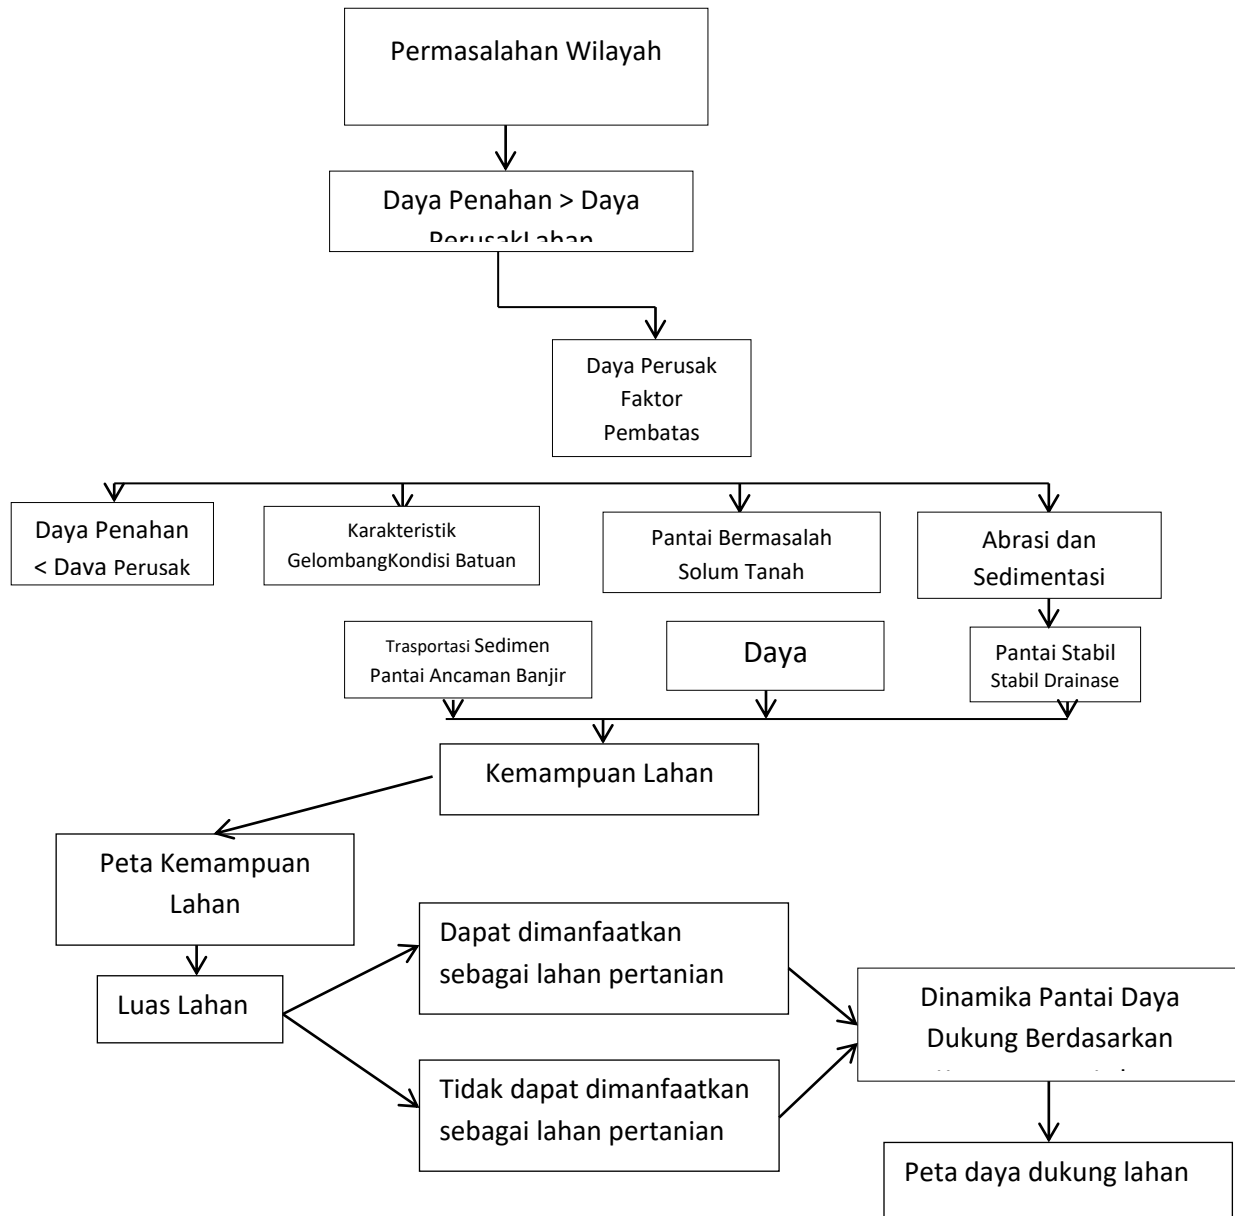 Permasalahan Wilayah
Daya Penahan > Daya
PerusakLahan
Daya Perusak
Faktor
Pembatas
Daya Penahan
< Daya Perusak
Karakteristik
GelombangKondisi Batuan
Pantai Bermasalah
Solum Tanah
Abrasi dan
Sedimentasi
Trasportasi Sedimen
Pantai Ancaman Banjir
Daya
Pantai Stabil
Stabil Drainase
Kemampuan Lahan
Peta Kemampuan
Lahan
Luas Lahan
Dapat dimanfaatkan
sebagai lahan pertanian
Tidak dapat dimanfaatkan
sebagai lahan pertanian
Dinamika Pantai Daya
Dukung Berdasarkan
Peta daya dukung lahan